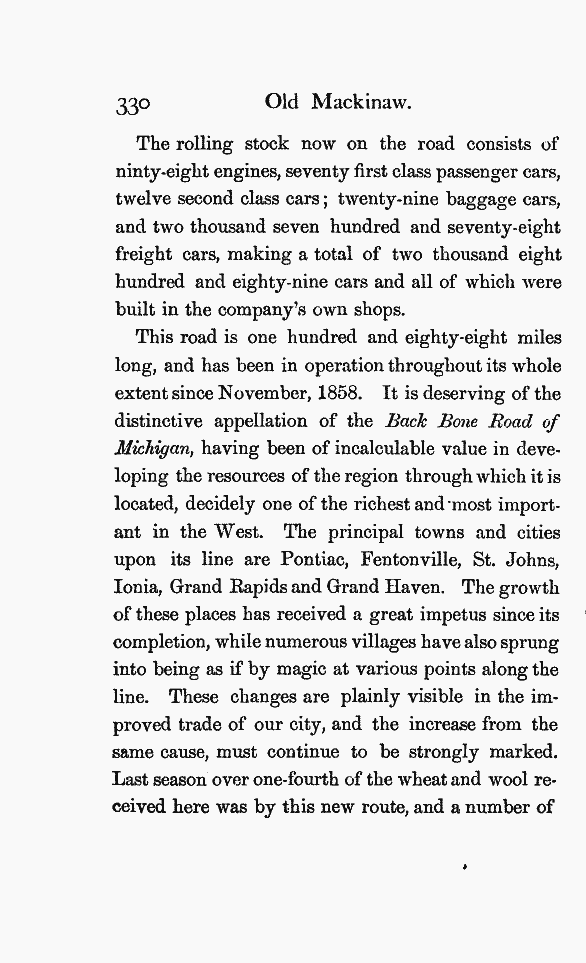 330 Old Mackinaw.
The rolling stock now on the road consists of
ninty-eight engines, seventy first class passenger cars,
twelve second class cars; twenty-nine baggage cars,
and two thousand seven hundred and seventy-eight
freight cars, making a total of two thousand eight
hundred and eighty-nine cars and all of which were
built in the company's own shops.
This road is one hundred and eighty-eight miles
long, and has been in operation throughout its whole
extent since November, 1858. It is deserving of the
distinctive appellation of the Back Bone Road of
Michigan, having been of incalculable value in deve-
loping the resources of the region through which it is
located, decidely one of the richest and most import-
ant in the West. The principal towns and cities
upon its line are Pontiac, Fentonville, St. Johns,
Ionia, Grand Rapids and Grand Haven. The growth
of these places has received a great impetus since its
completion, while numerous villages have also sprung
into being as if by magic at various points along the
line. These changes are plainly visible in the im-
proved trade of our city, and the increase from the
same cause, must continue to be strongly marked.
Last season over one-fourth of the wheat and wool re-
ceived here was by this new route, and a number of